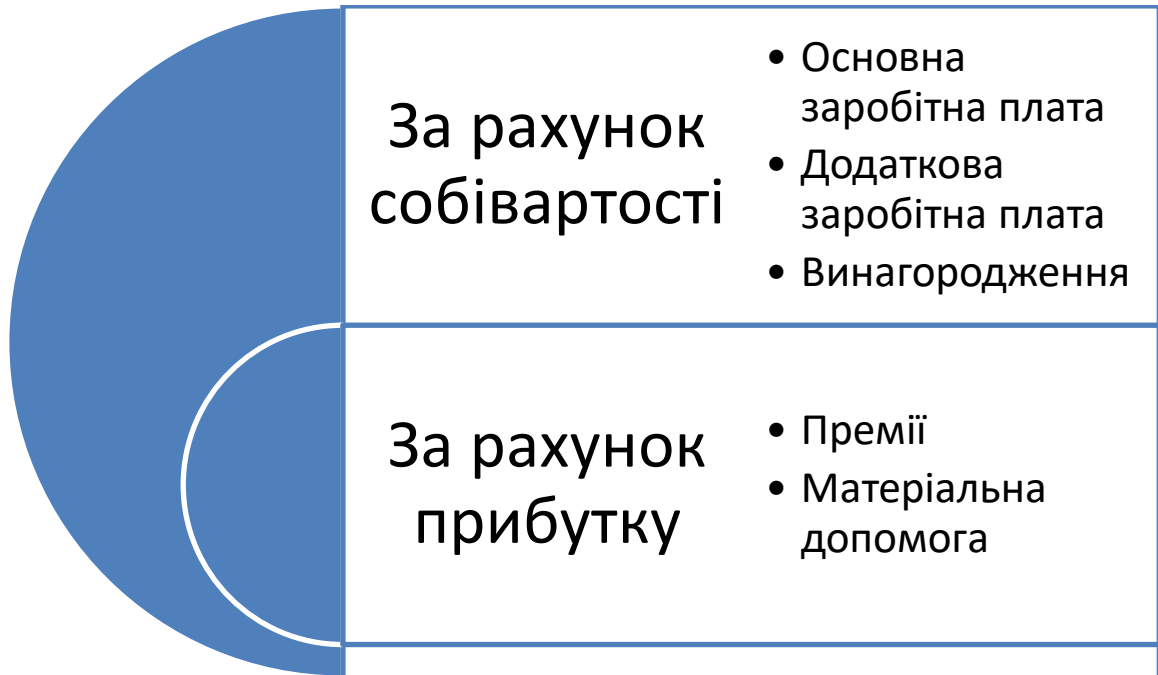 За рахунок
собівартості
• Основна
заробітна плата
• Додаткова
заробітна плата
• Винагородження
За рахунок
прибутку
• Премії
• Матеріальна
допомога